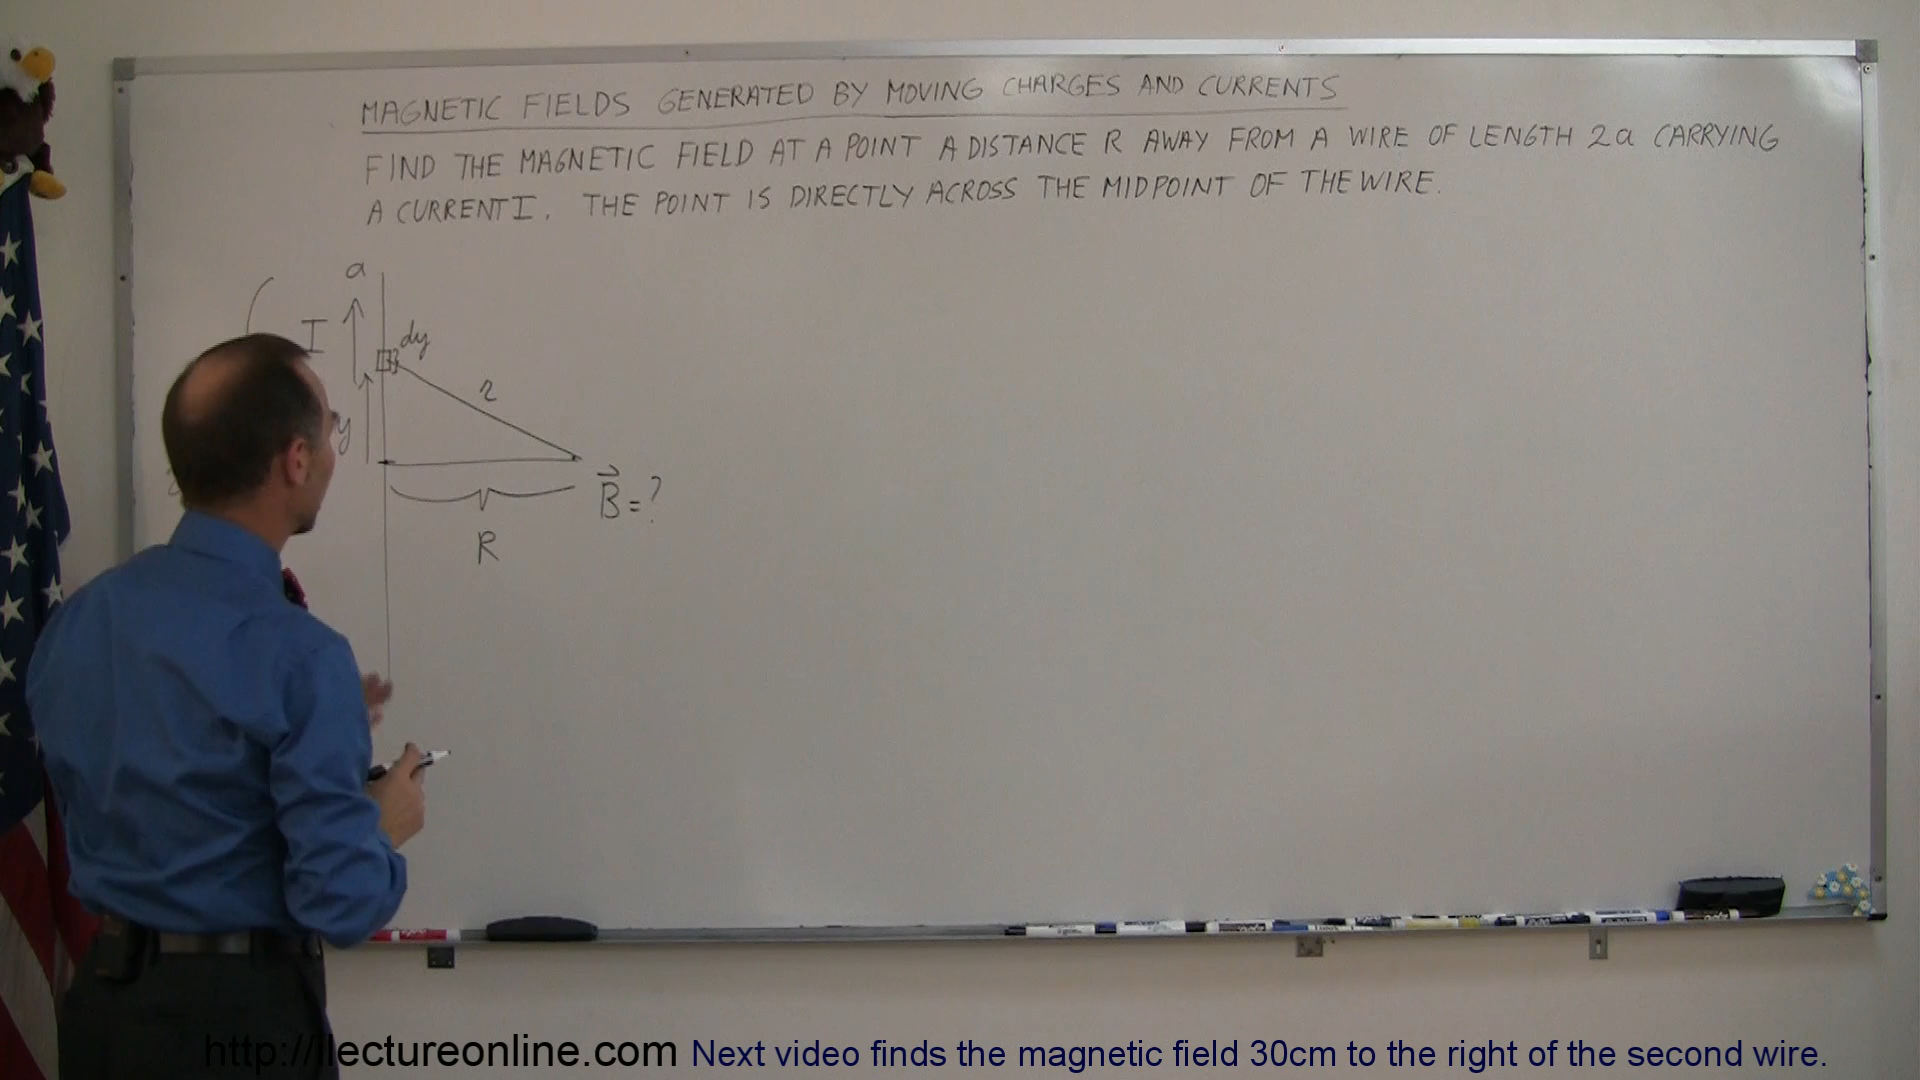 MAGNETIC FIELDS GENERATED BY MOVING CHARGES AND CURRENTS
FIND THE MAGNETIC FIELD AT A POINT A DISTANCE R AWAY FROM A WIRE OF LENGTH 2a CARRYING
A CURRENT I. THE POINT IS DIRECTLY ACROSS THE MIDPOINT OF THE WIRE.
a
I
dy
r
y
B = ?
R
http://ilectureonline.com Next video finds the magnetic field 30cm to the right of the second wire.